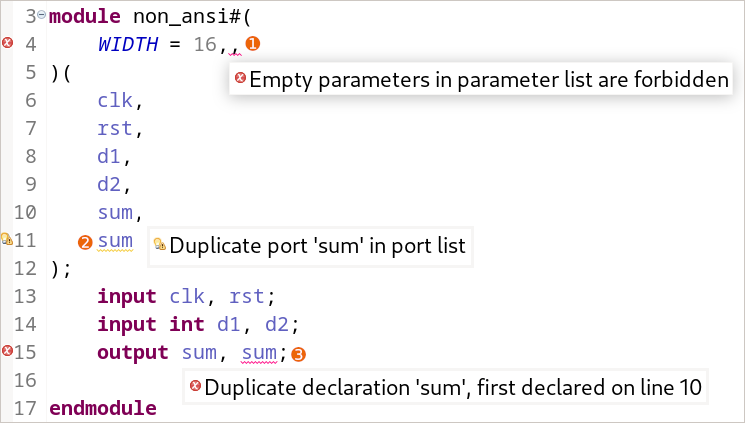 3 module non_ansi#(
4 WIDTH = 16,, 1
Empty parameters in parameter list are forbidden
5 )(
6 clk,
7 rst,
8 d1,
9 d2,
10 sum,
11 2 sum Duplicate port 'sum' in port list
12 );
13 input clk, rst;
14 input int d1, d2;
15 output sum, sum; 3
16
Duplicate declaration 'sum', first declared on line 10
17 endmodule